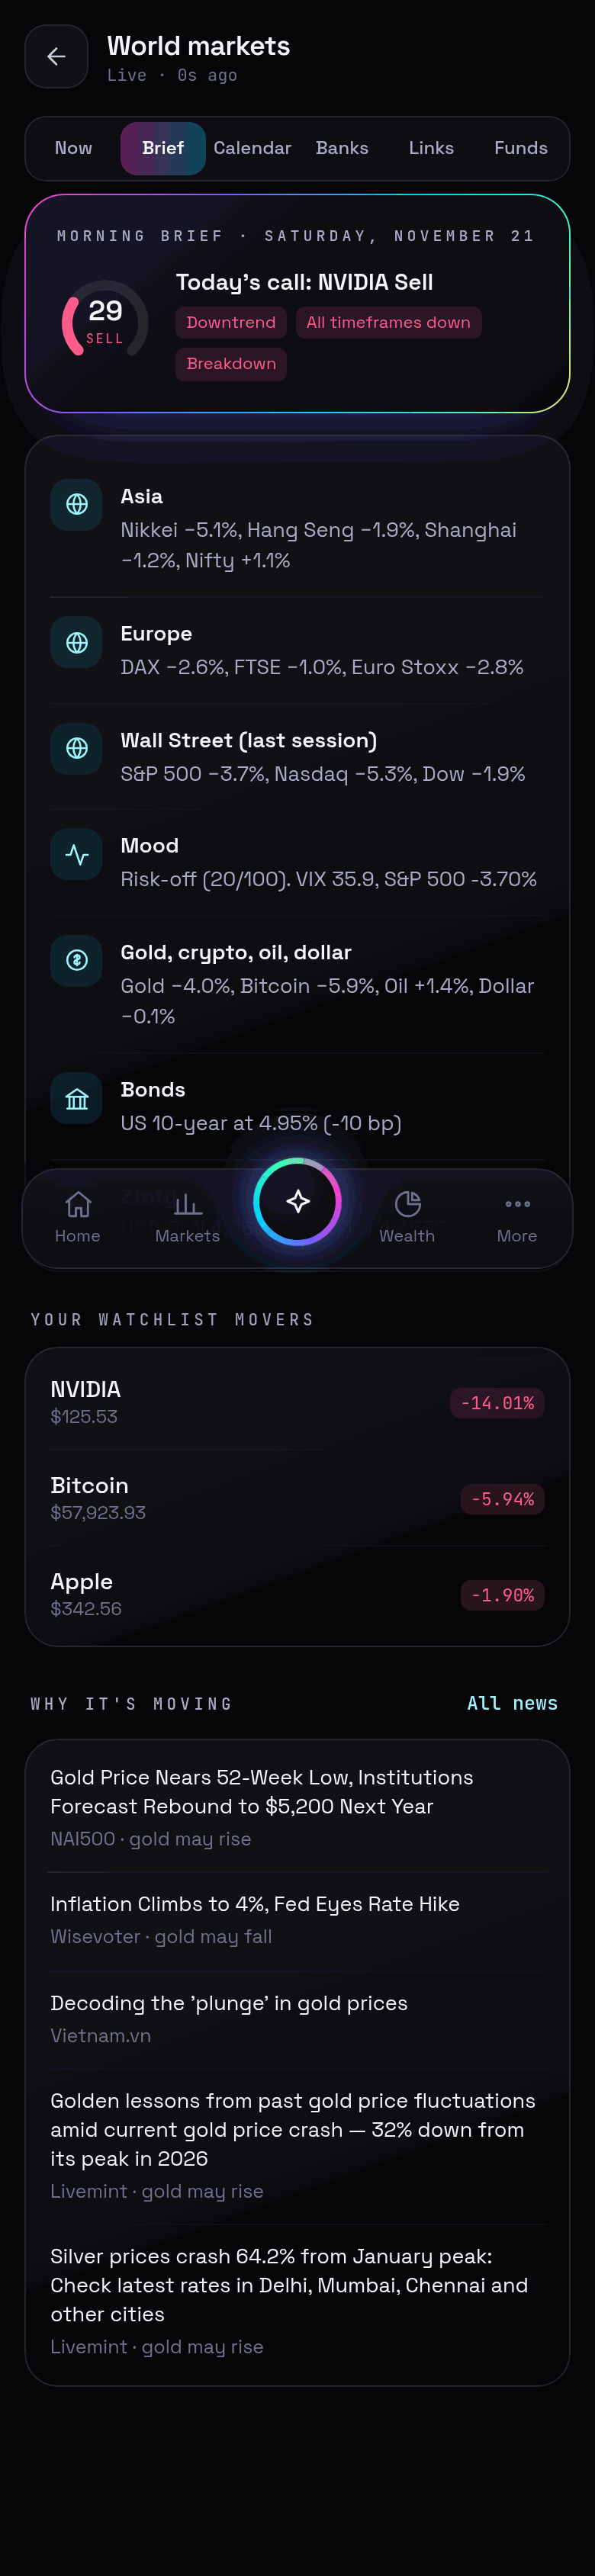 World markets
Live · 0s ago
Now
Brief
Calendar
Banks
Links
Funds
MORNING BRIEF · SATURDAY, NOVEMBER 21
29
SELL
Today's call: NVIDIA Sell
Downtrend
All timeframes down
Breakdown
Asia
Nikkei −5.1%, Hang Seng −1.9%, Shanghai
−1.2%, Nifty +1.1%
Europe
DAX −2.6%, FTSE −1.0%, Euro Stoxx −2.8%
Wall Street (last session)
S&P 500 −3.7%, Nasdaq −5.3%, Dow −1.9%
Mood
Risk-off (20/100). VIX 35.9, S&P 500 -3.70%
Gold, crypto, oil, dollar
Gold −4.0%, Bitcoin −5.9%, Oil +1.4%, Dollar
−0.1%
Bonds
US 10-year at 4.95% (-10 bp)
Złoty
Home
Markets
Wealth
More
YOUR WATCHLIST MOVERS
NVIDIA
$125.53
-14.01%
Bitcoin
$57,923.93
-5.94%
Apple
$342.56
-1.90%
WHY IT'S MOVING
All news
Gold Price Nears 52-Week Low, Institutions
Forecast Rebound to $5,200 Next Year
NAI500 · gold may rise
Inflation Climbs to 4%, Fed Eyes Rate Hike
Wisevoter · gold may fall
Decoding the 'plunge' in gold prices
Vietnam.vn
Golden lessons from past gold price fluctuations
amid current gold price crash — 32% down from
its peak in 2026
Livemint · gold may rise
Silver prices crash 64.2% from January peak:
Check latest rates in Delhi, Mumbai, Chennai and
other cities
Livemint · gold may rise